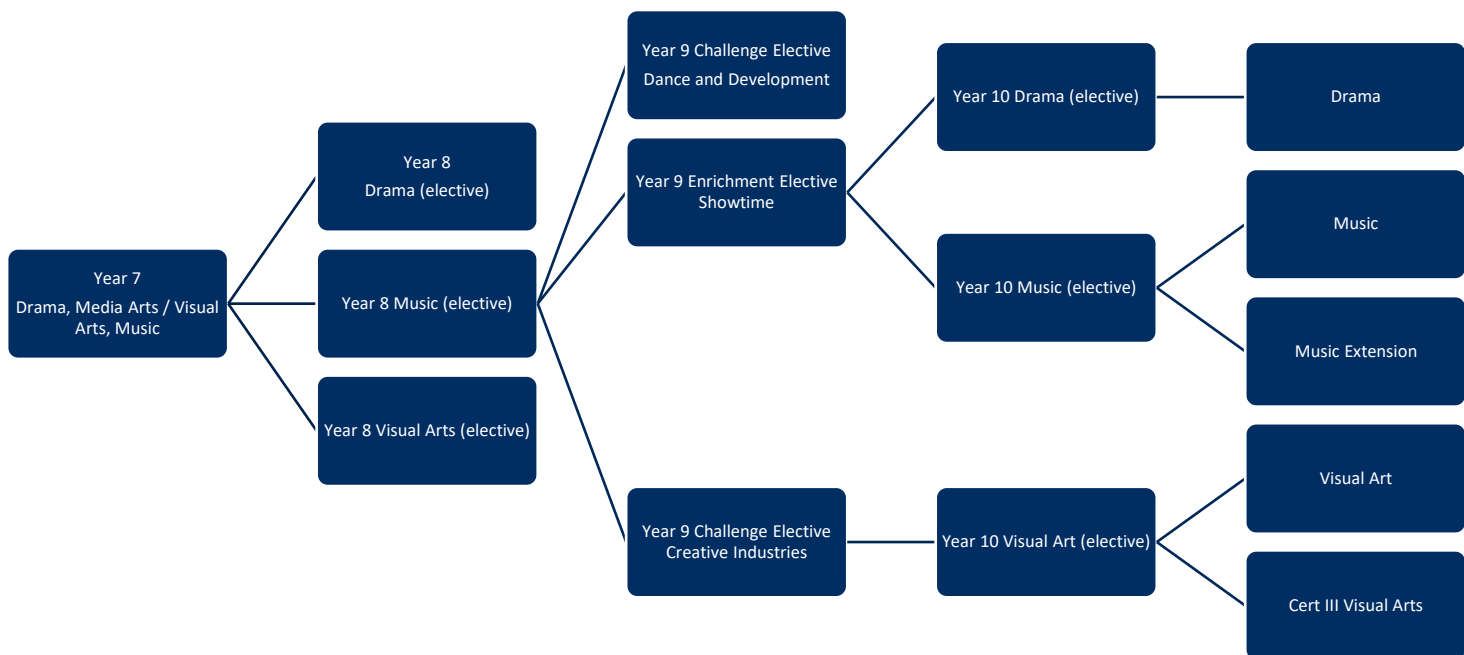 Year 7
Drama, Media Arts / Visual
Arts, Music
Year 8
Drama (elective)
Year 8 Music (elective)
Year 8 Visual Arts (elective)
Year 9 Challenge Elective
Dance and Development
Year 9 Enrichment Elective
Showtime
Year 9 Challenge Elective
Creative Industries
Year 10 Drama (elective)
Year 10 Music (elective)
Year 10 Visual Art (elective)
Drama
Music
Music Extension
Visual Art
Cert III Visual Arts